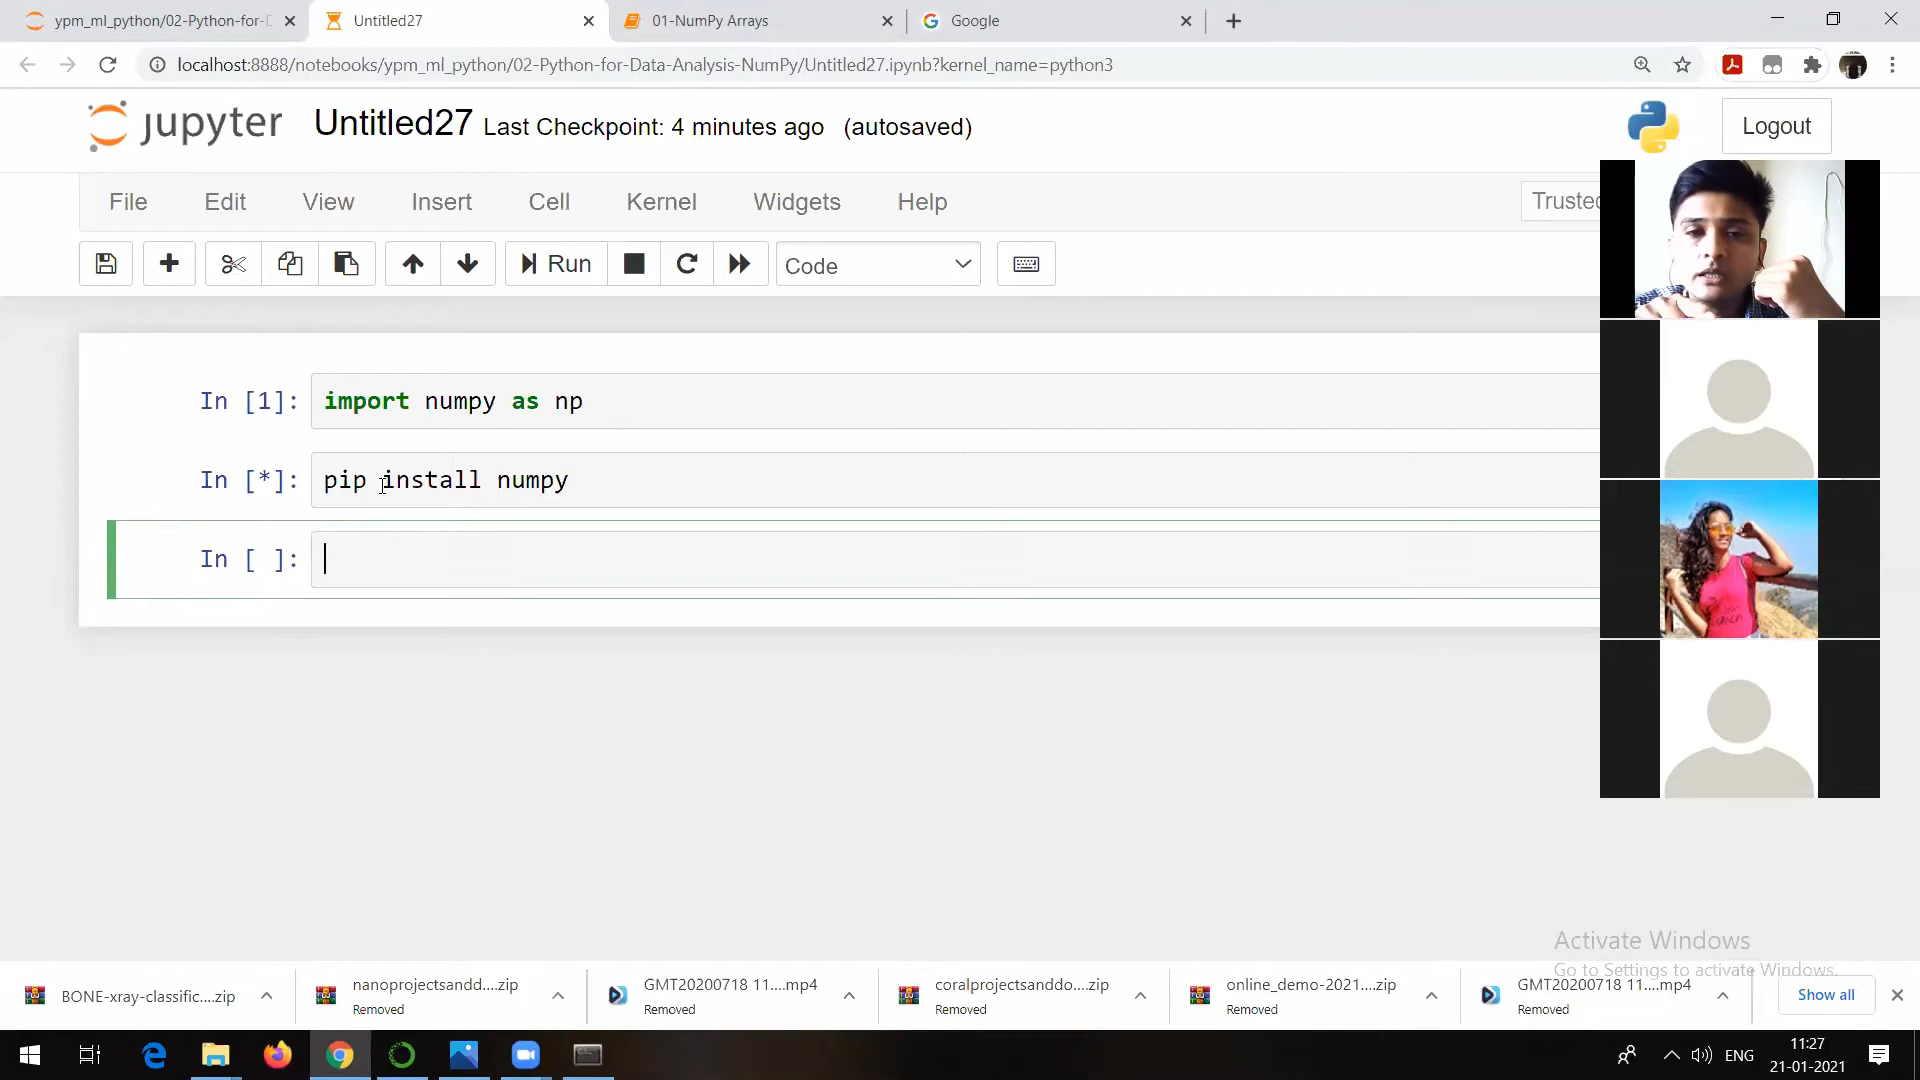 ypm_ml_python/02-Python-for-D
Untitled27
01-NumPy Arrays
Google
localhost:8888/notebooks/ypm_ml_python/02-Python-for-Data-Analysis-NumPy/Untitled27.ipynb?kernel_name=python3
jupyter
Untitled27 Last Checkpoint: 4 minutes ago (autosaved)
Logout
File Edit View Insert Cell Kernel Widgets Help
Trusted
Run
Code
In [1]: import numpy as np
In [*]: pip install numpy
In [ ]:
Activate Windows
Go to Settings to activate Windows.
BONE-xray-classific....zip
nanoprojectsandd....zip
Removed
GMT20200718 11....mp4
Removed
coralprojectsanddo....zip
Removed
online_demo-2021....zip
Removed
GMT20200718 11....mp4
Removed
Show all
ENG
11:27
21-01-2021